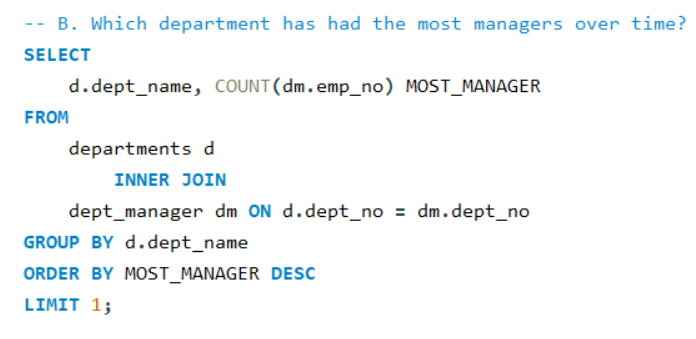 -- B. Which department has had the most managers over time?
SELECT
    d.dept_name, COUNT(dm.emp_no) MOST_MANAGER
FROM
    departments d
        INNER JOIN
    dept_manager dm ON d.dept_no = dm.dept_no
GROUP BY d.dept_name
ORDER BY MOST_MANAGER DESC
LIMIT 1;